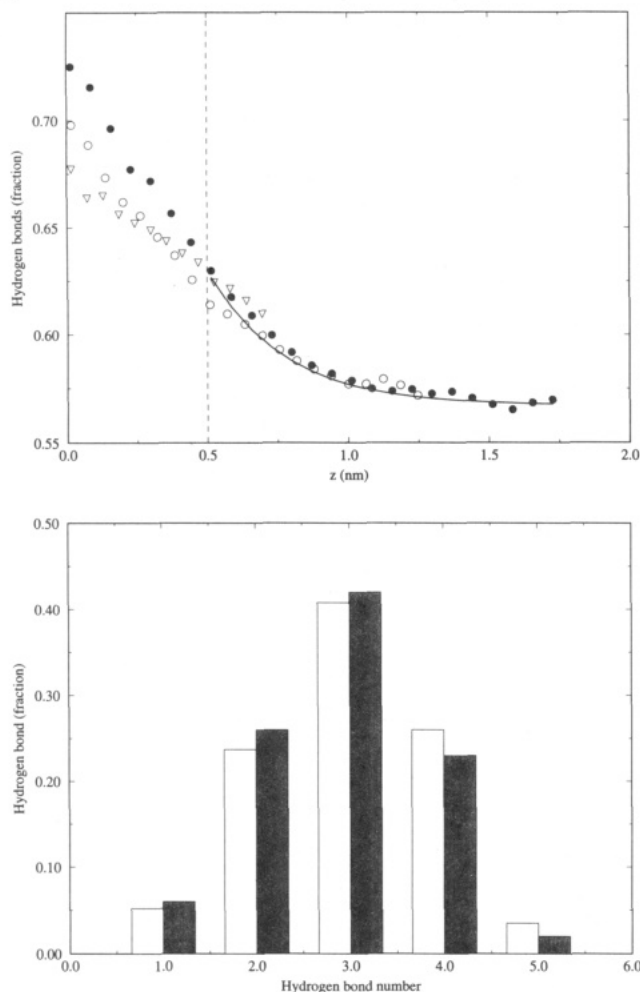 0.70
0.65
0.60
0.55
Hydrogen bonds (fraction)
0.0 0.5 1.0 1.5 2.0
z (nm)
0.50
0.40
0.30
0.20
0.10
0.00
Hydrogen bond (fraction)
0.0 1.0 2.0 3.0 4.0 5.0 6.0
Hydrogen bond number